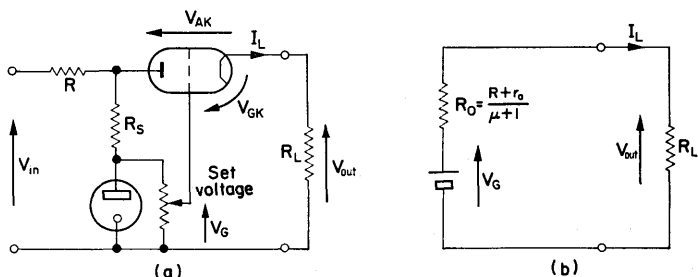 V_AK
I_L
R
V_GK
R_S
R_L
V_in
V_out
Set
voltage
V_G
(a)
I_L
R_O = (R + r_a) / (μ + 1)
V_out
R_L
V_G
(b)